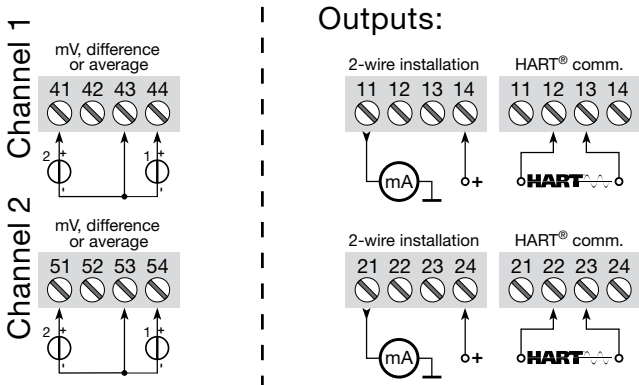 Outputs:
Channel 1
mV, difference
or average
41 42 43 44
2 + - 1 + -
2-wire installation
11 12 13 14
mA +
HART® comm.
11 12 13 14
HART
Channel 2
mV, difference
or average
51 52 53 54
2 + - 1 + -
2-wire installation
21 22 23 24
mA +
HART® comm.
21 22 23 24
HART